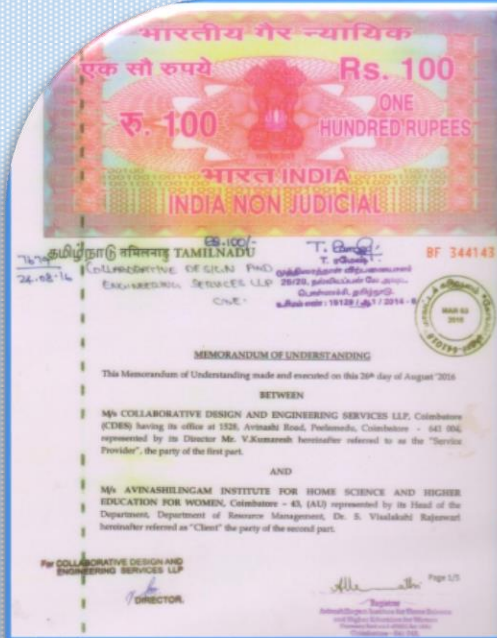 भारतीय गैर न्यायिक
एक सौ रुपये
Rs. 100
रु. 100
ONE
HUNDRED RUPEES
भारत INDIA
INDIA NON JUDICIAL
தமிழ்நாடு तमिलनाडु TAMILNADU
BF 344143
24-08-16
COLLABORATIVE DESIGN AND
ENGINEERING SERVICES LLP
MEMORANDUM OF UNDERSTANDING
This Memorandum of Understanding made and executed on this 26th day of August'2016
BETWEEN
M/s COLLABORATIVE DESIGN AND ENGINEERING SERVICES LLP, Coimbatore
(CDES) having its office at 1528, Avinashi Road, Peelamedu, Coimbatore - 641 004,
represented by its Director Mr. V.Kumaresh hereinafter referred to as the "Service
Provider", the party of the first part.
AND
M/s AVINASHILINGAM INSTITUTE FOR HOME SCIENCE AND HIGHER
EDUCATION FOR WOMEN, Coimbatore - 43, (AU) represented by its Head of the
Department, Department of Resource Management, Dr. S. Visalakshi Rajeswari
hereinafter referred as "Client" the party of the second part.
For COLLABORATIVE DESIGN AND
ENGINEERING SERVICES LLP
DIRECTOR
Page 1/5
Registrar